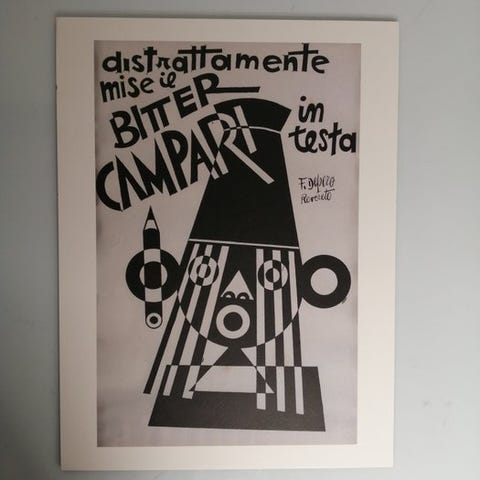 distrattamente
mise il
BITTER
CAMPARI
in
testa
F. Depero
Rovereto